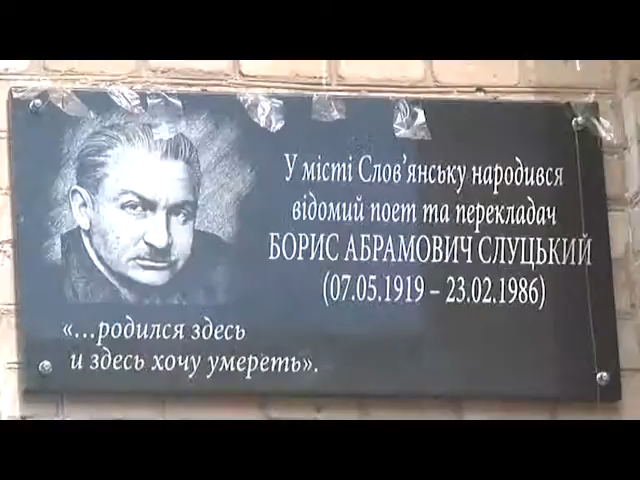 У місті Слов’янську народився
відомий поет та перекладач
БОРИС АБРАМОВИЧ СЛУЦЬКИЙ
(07.05.1919 – 23.02.1986)
«...родился здесь
и здесь хочу умереть».